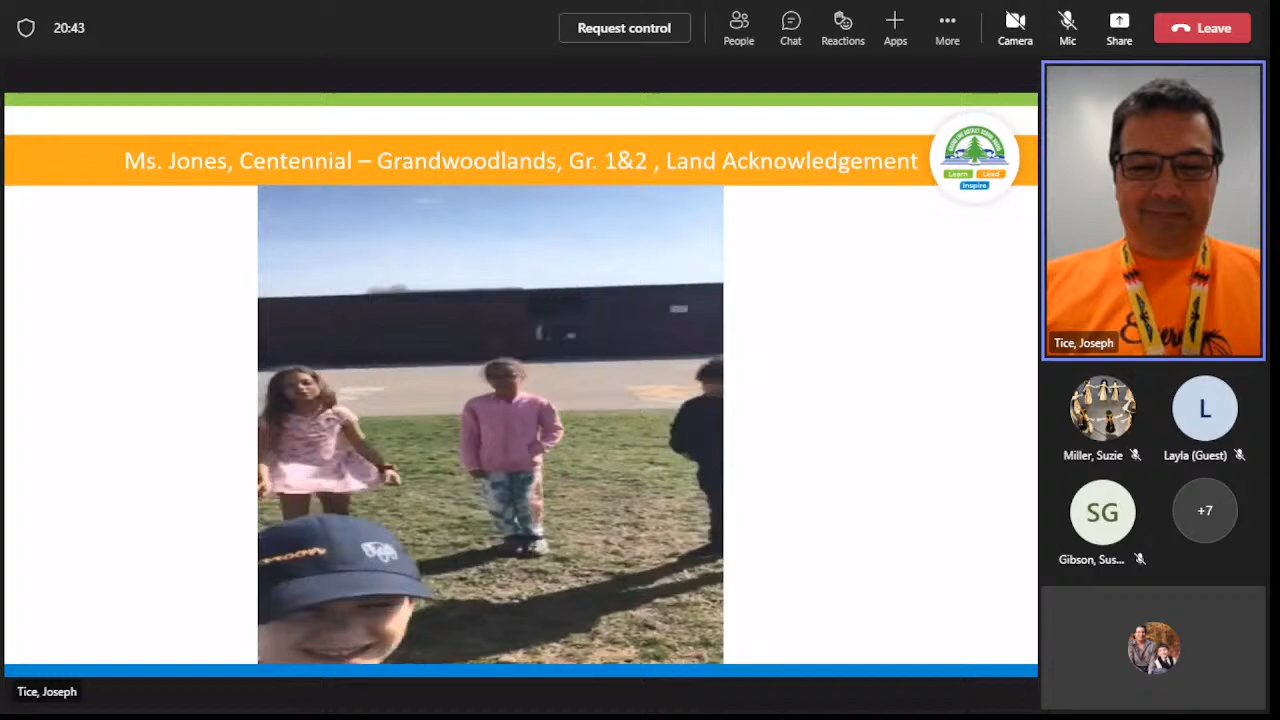 20:43
Request control
People
Chat
Reactions
Apps
More
Camera
Mic
Share
Leave
Ms. Jones, Centennial – Grandwoodlands, Gr. 1&2 , Land Acknowledgement
Learn
Lead
Inspire
Tice, Joseph
Miller, Suzie
L
Layla (Guest)
SG
Gibson, Sus...
+7
Tice, Joseph